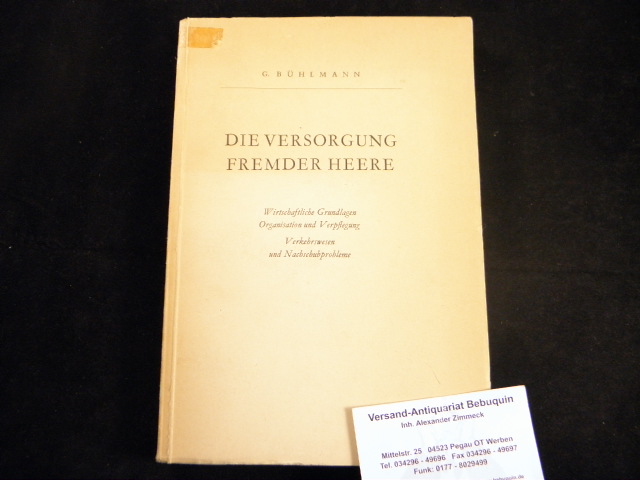 G. BÜHLMANN
DIE VERSORGUNG
FREMDER HEERE
Wirtschaftliche Grundlagen
Organisation und Verpflegung
Verkehrswesen
und Nachschubprobleme
Versand-Antiquariat Bebuquin
Inh. Alexander Zimmeck
Mittelstr. 25 04523 Pegau OT Werben
Tel. 034296 - 49696 Fax 034296 - 49697
Funk: 0177 - 8029499